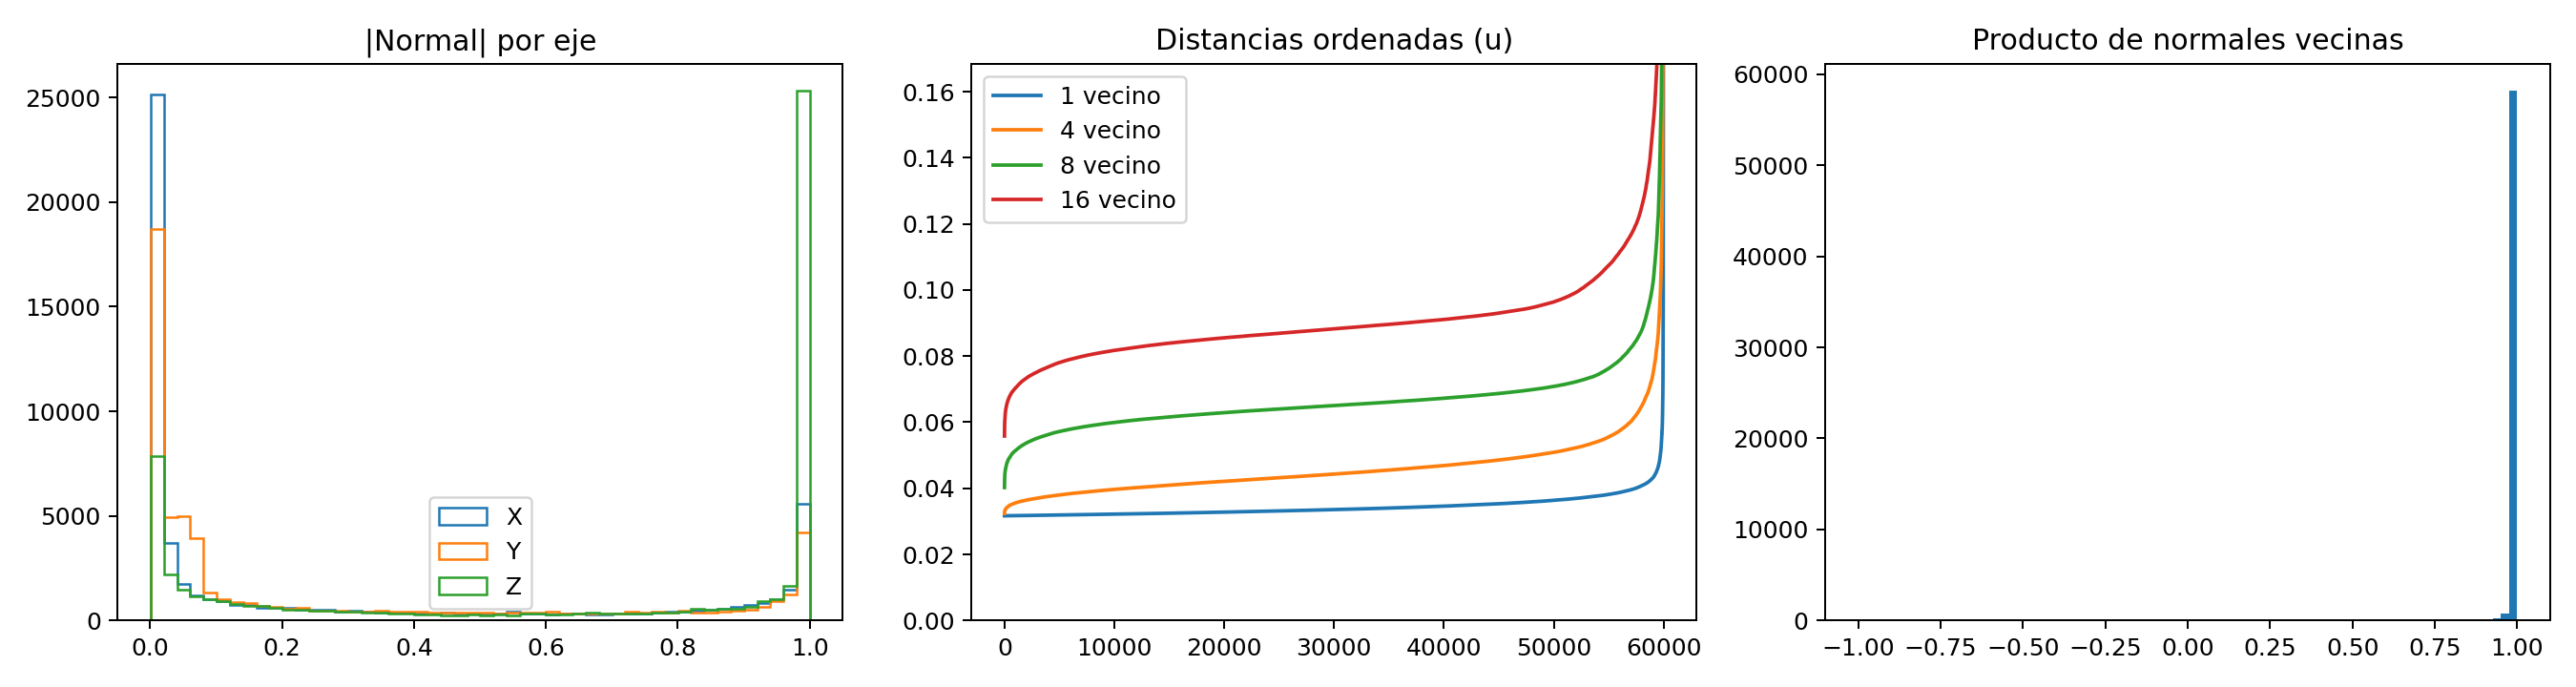 |Normal| por eje
25000
20000
15000
10000
5000
0
0.0 0.2 0.4 0.6 0.8 1.0
X
Y
Z
Distancias ordenadas (u)
0.16
0.14
0.12
0.10
0.08
0.06
0.04
0.02
0.00
0 10000 20000 30000 40000 50000 60000
1 vecino
4 vecino
8 vecino
16 vecino
Producto de normales vecinas
60000
50000
40000
30000
20000
10000
0
−1.00 −0.75 −0.50 −0.25 0.00 0.25 0.50 0.75 1.00